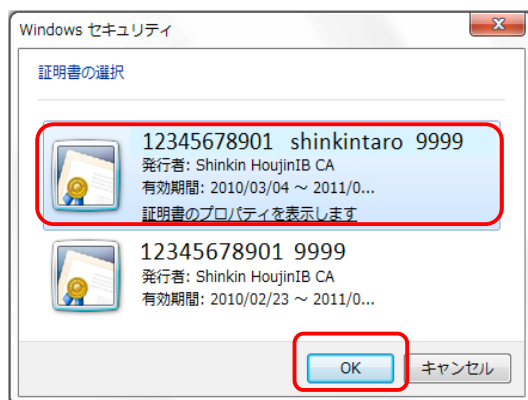 Windows セキュリティ
証明書の選択
12345678901 shinkintaro 9999
発行者: Shinkin HoujinIB CA
有効期間: 2010/03/04 ～ 2011/0...
証明書のプロパティを表示します
12345678901 9999
発行者: Shinkin HoujinIB CA
有効期間: 2010/02/23 ～ 2011/0...
OK キャンセル